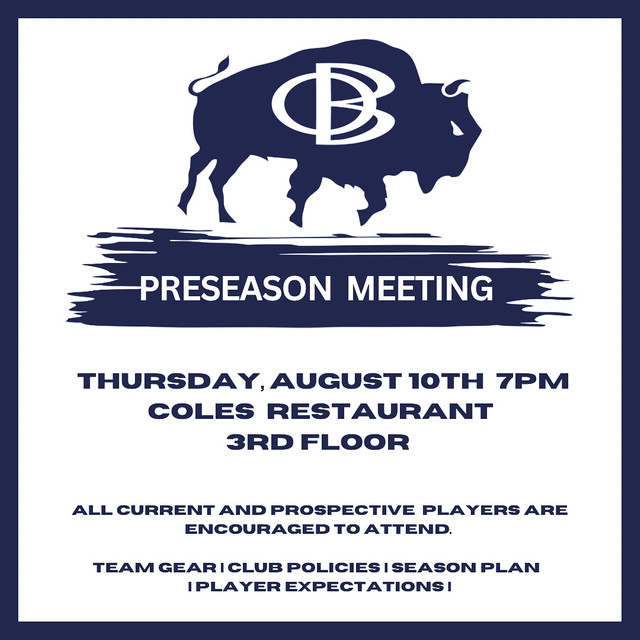 CB
PRESEASON MEETING
THURSDAY, AUGUST 10TH 7PM
COLES RESTAURANT
3RD FLOOR
ALL CURRENT AND PROSPECTIVE PLAYERS ARE
ENCOURAGED TO ATTEND.
TEAM GEAR | CLUB POLICIES | SEASON PLAN
| PLAYER EXPECTATIONS |